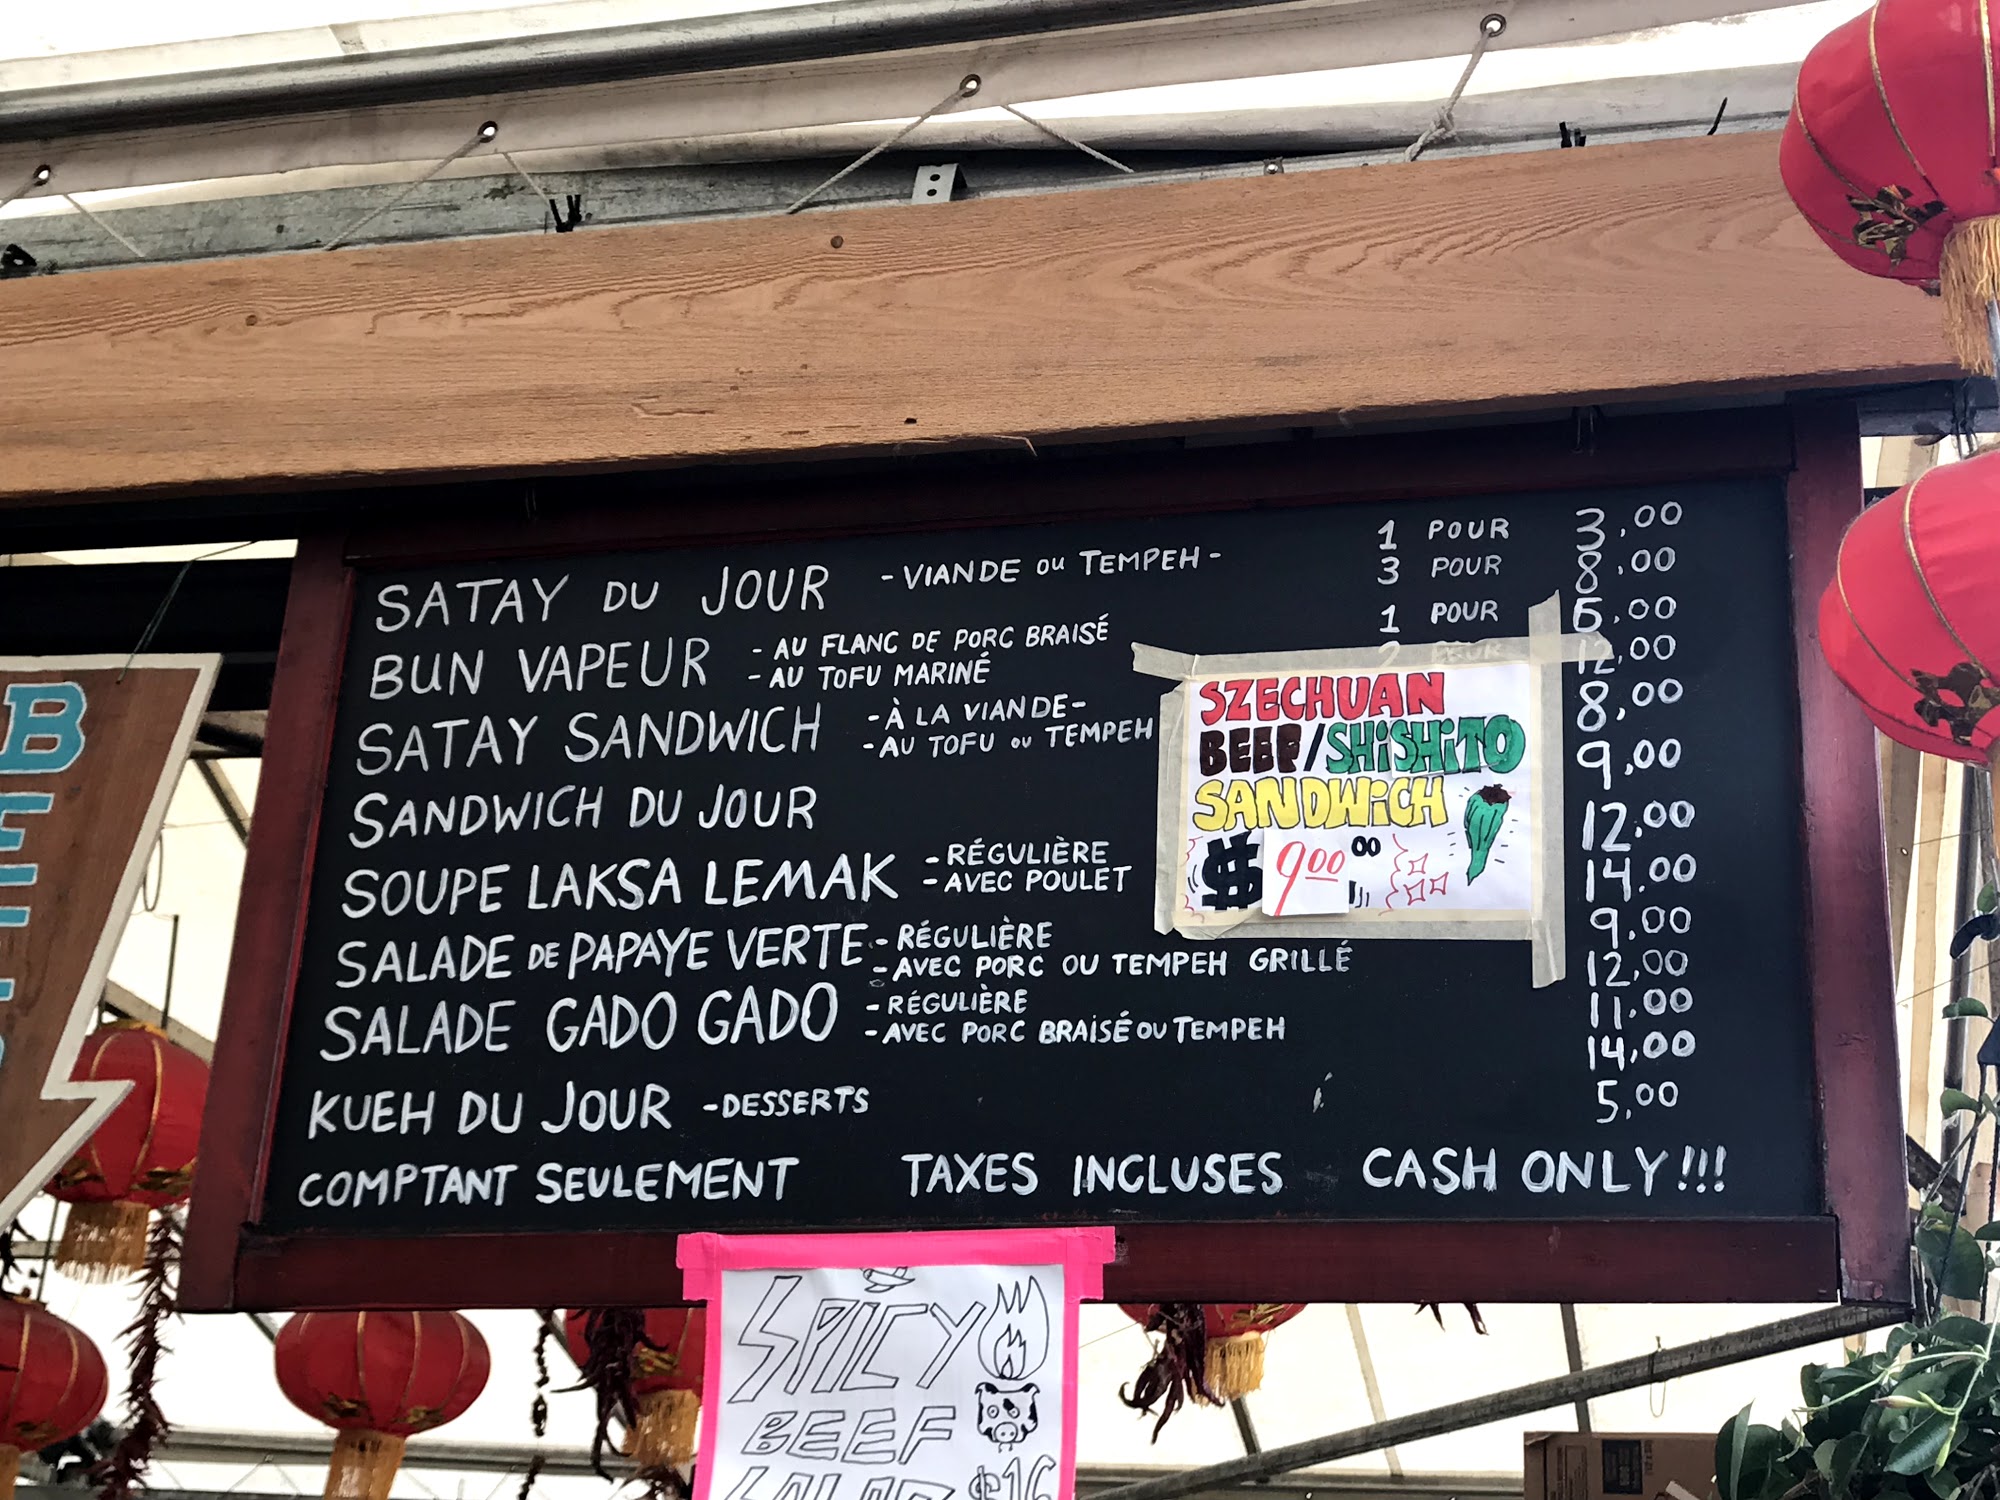 SATAY DU JOUR - VIANDE OU TEMPEH - 1 POUR 3,00
3 POUR 8,00
BUN VAPEUR - AU FLANC DE PORC BRAISÉ 1 POUR 6,00
- AU TOFU MARINÉ 2 POUR 12,00
SATAY SANDWICH - À LA VIANDE - 8,00
- AU TOFU OU TEMPEH
SANDWICH DU JOUR 9,00
SOUPE LAKSA LEMAK - RÉGULIÈRE 12,00
- AVEC POULET 14,00
SALADE DE PAPAYE VERTE - RÉGULIÈRE 9,00
- AVEC PORC OU TEMPEH GRILLÉ 12,00
SALADE GADO GADO - RÉGULIÈRE 11,00
- AVEC PORC BRAISÉ OU TEMPEH 14,00
KUEH DU JOUR - DESSERTS 5,00
COMPTANT SEULEMENT TAXES INCLUSES CASH ONLY!!!
SZECHUAN
BEEF/SHISHITO
SANDWICH
$ 9.00 00
SPICY
BEEF
SALAD $16